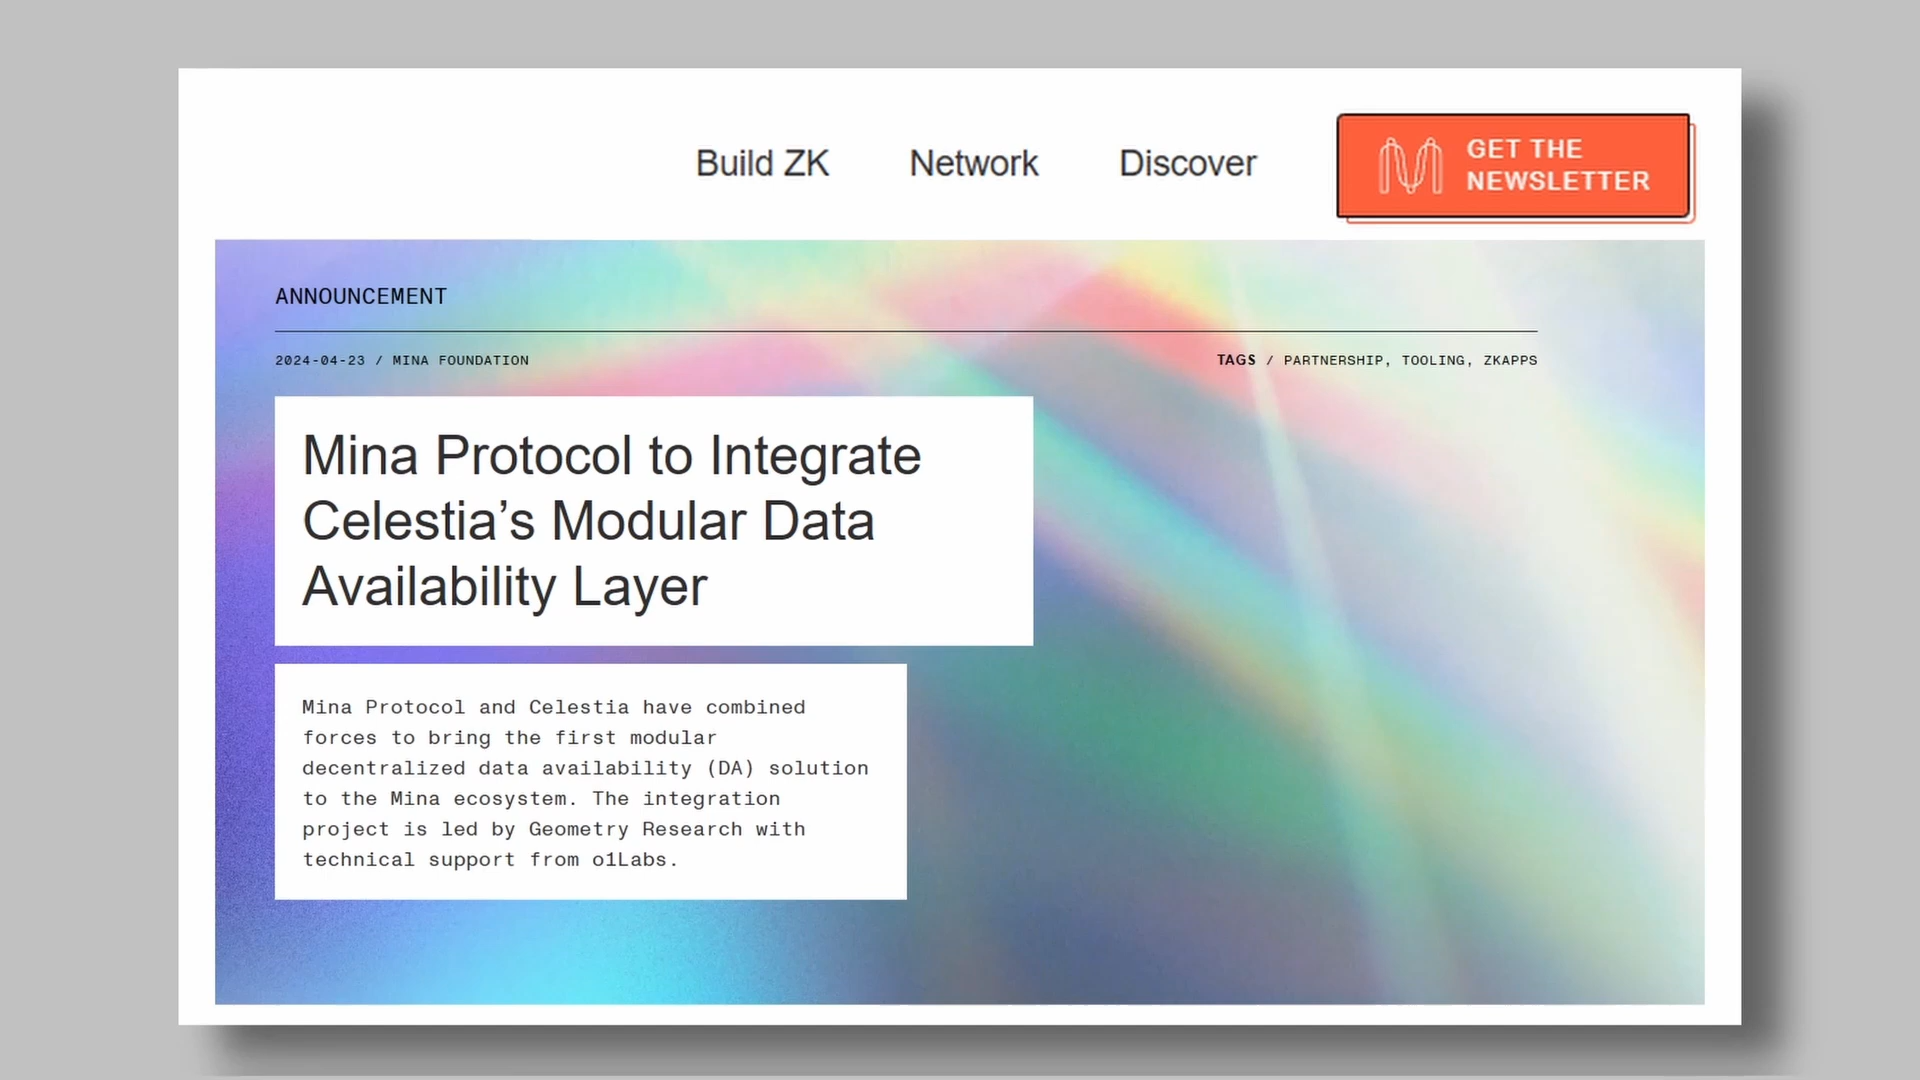 Build ZK
Network
Discover
GET THE
NEWSLETTER
ANNOUNCEMENT
2024-04-23 / MINA FOUNDATION
TAGS / PARTNERSHIP, TOOLING, ZKAPPS
Mina Protocol to Integrate
Celestia’s Modular Data
Availability Layer
Mina Protocol and Celestia have combined
forces to bring the first modular
decentralized data availability (DA) solution
to the Mina ecosystem. The integration
project is led by Geometry Research with
technical support from o1Labs.